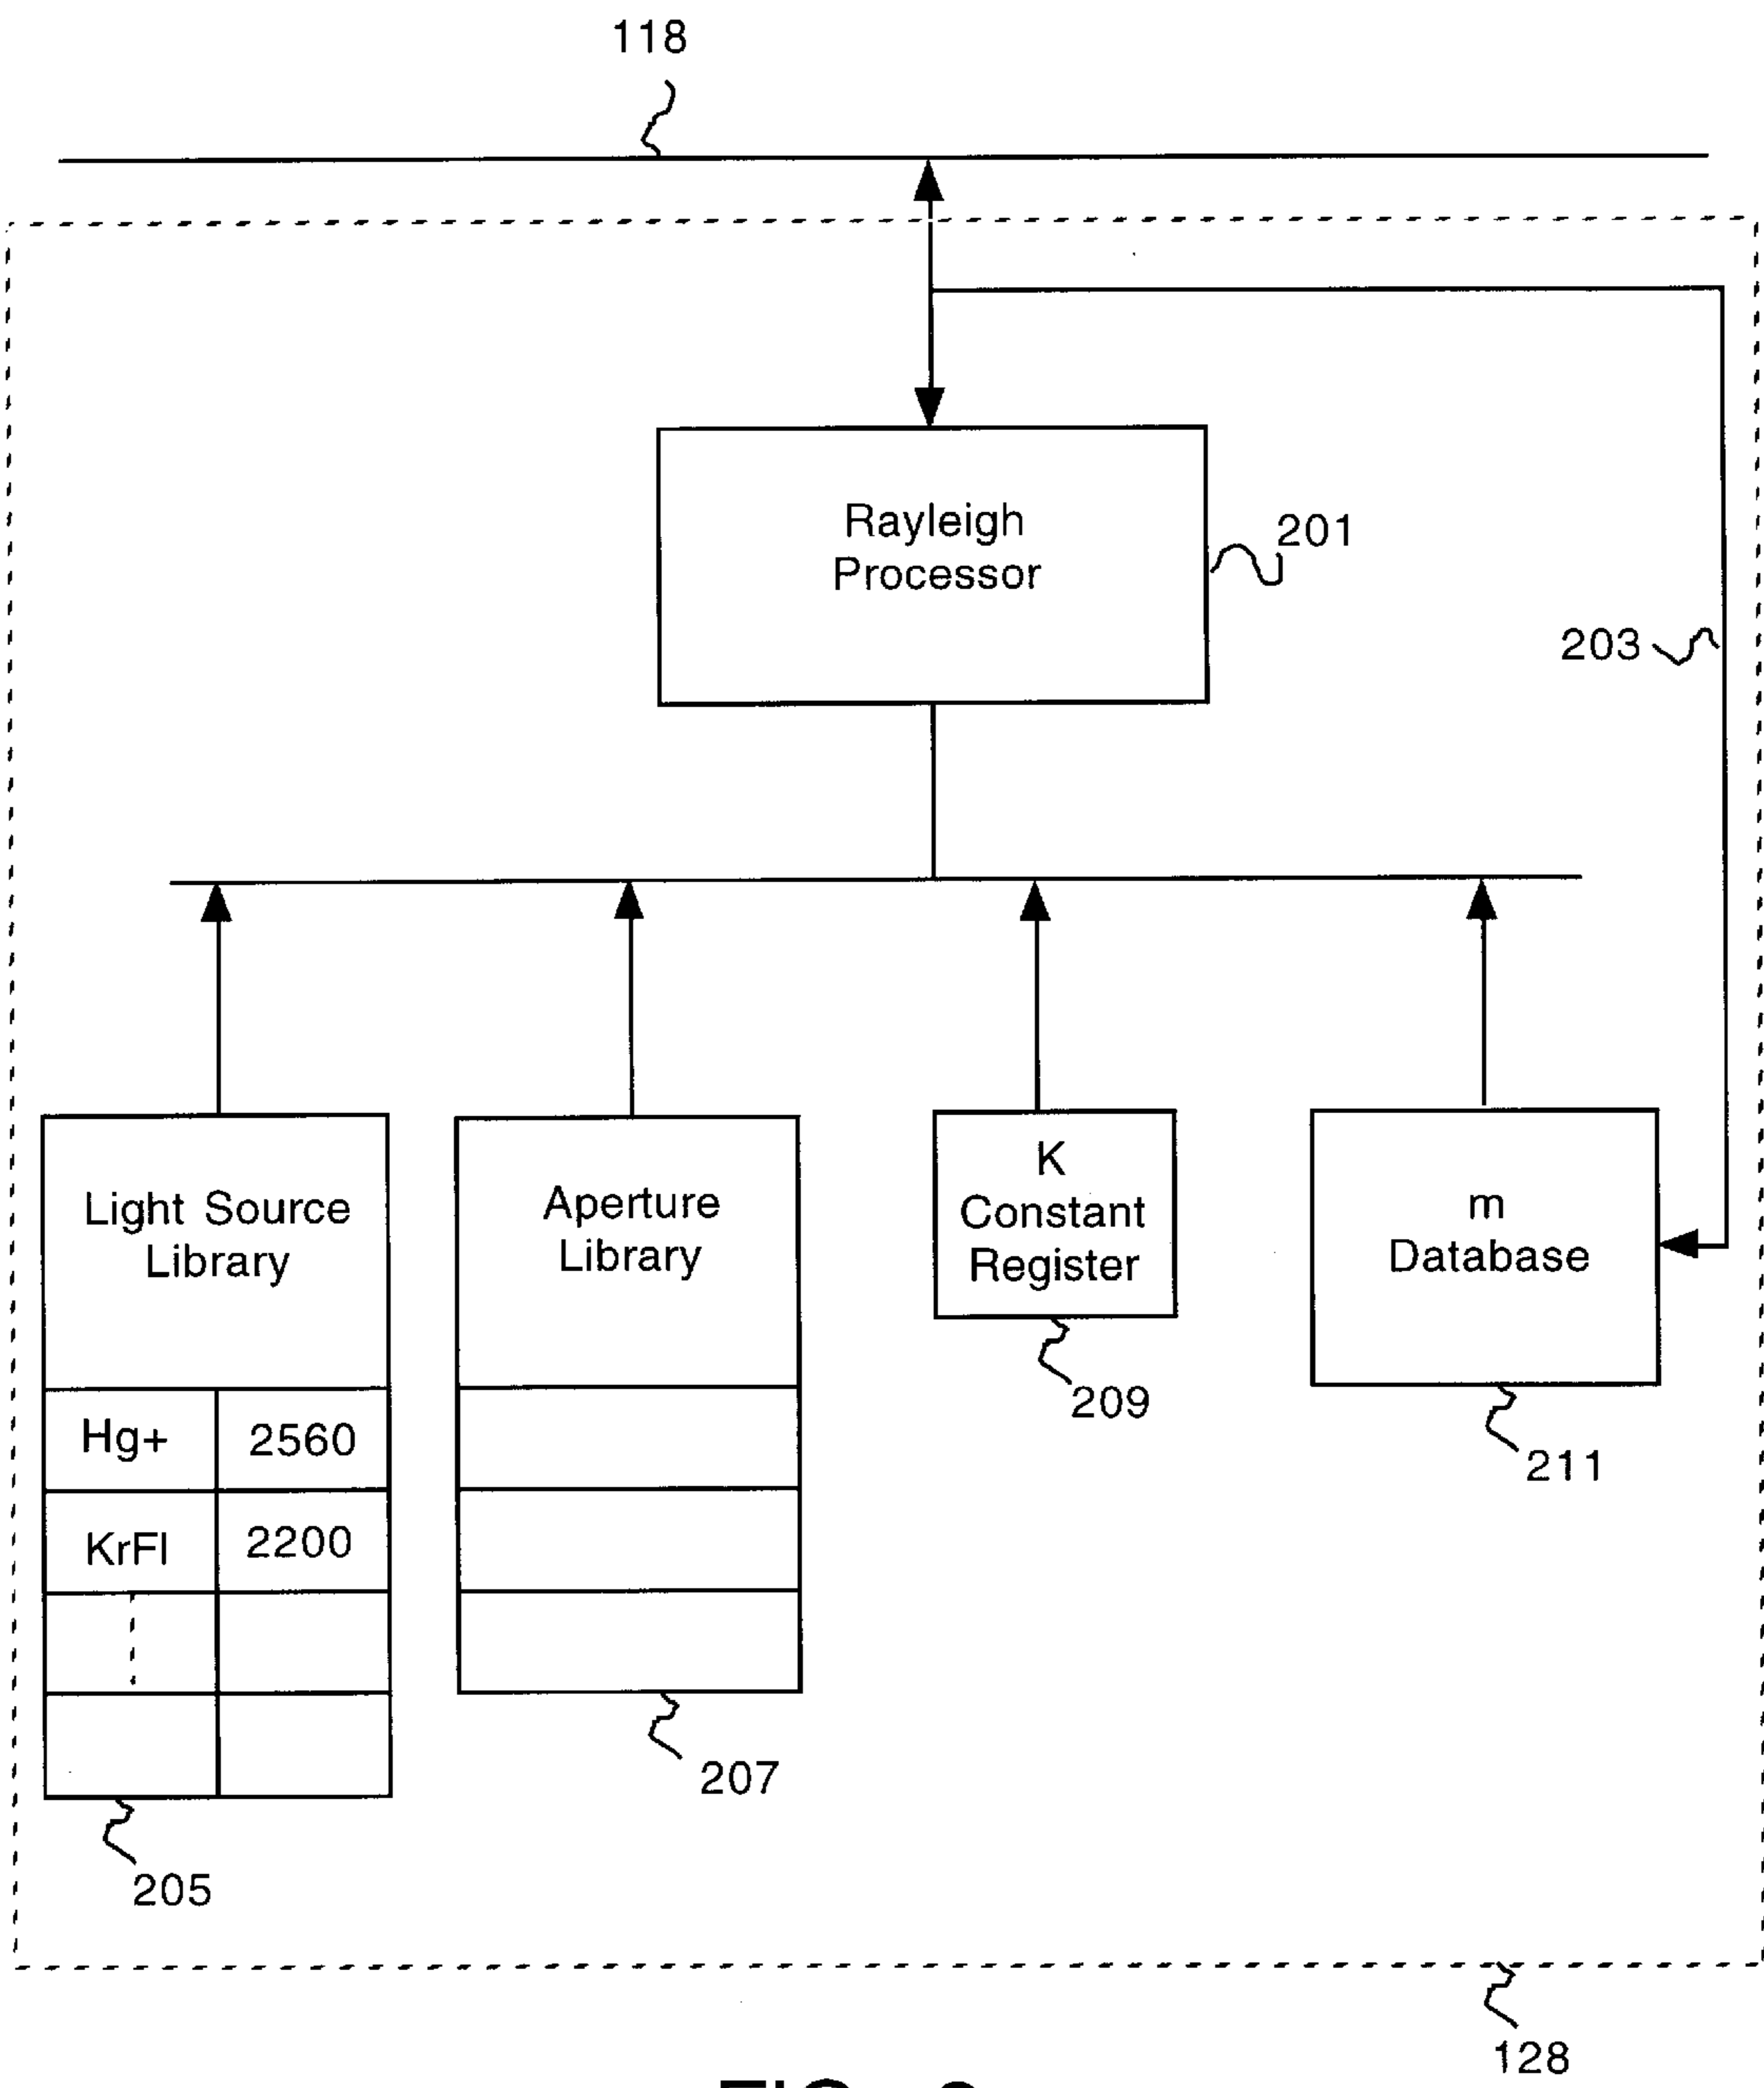 118
Rayleigh
Processor
201
203
Light Source
Library
Aperture
Library
K
Constant
Register
m
Database
209
Hg+
2560
211
KrFl
2200
207
205
128